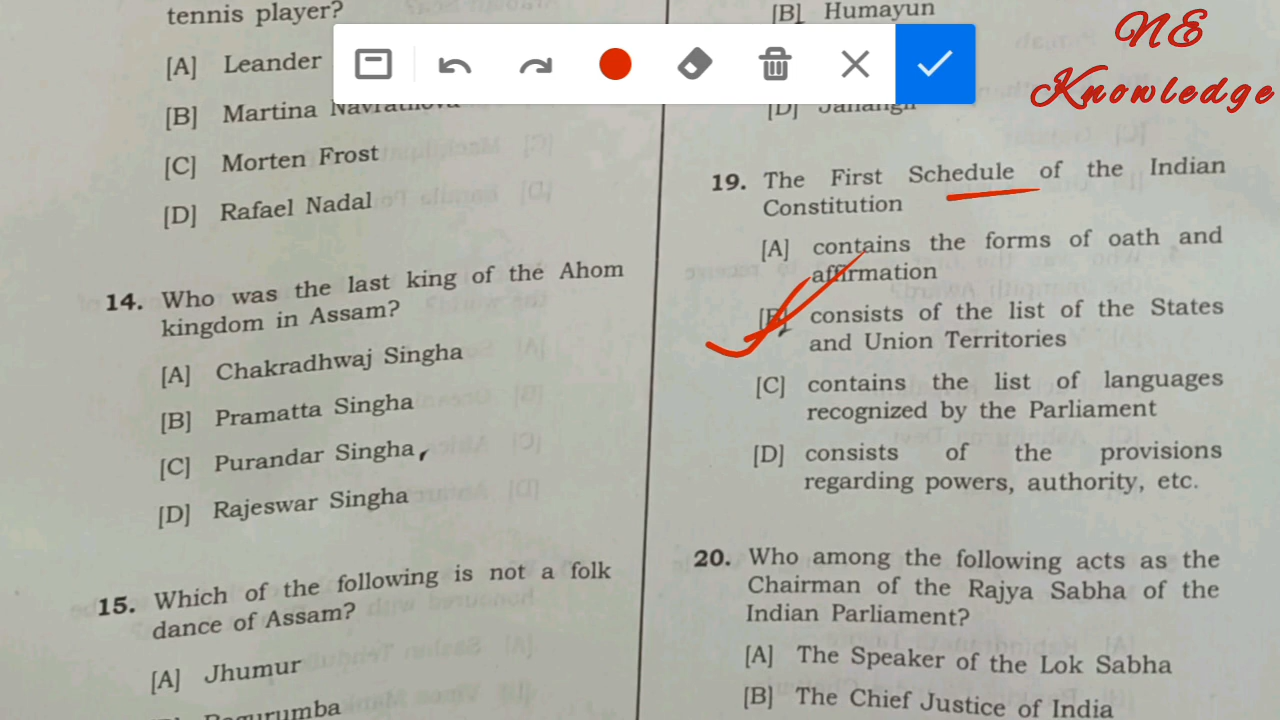 tennis player?
[A] Leander
[B] Martina Navratilova
[C] Morten Frost
[D] Rafael Nadal
14. Who was the last king of the Ahom
kingdom in Assam?
[A] Chakradhwaj Singha
[B] Pramatta Singha
[C] Purandar Singha
[D] Rajeswar Singha
15. Which of the following is not a folk
dance of Assam?
[A] Jhumur
[B] Humayun
[D] Jahangir
19. The First Schedule of the Indian
Constitution
[A] contains the forms of oath and
affirmation
[B] consists of the list of the States
and Union Territories
[C] contains the list of languages
recognized by the Parliament
[D] consists of the provisions
regarding powers, authority, etc.
20. Who among the following acts as the
Chairman of the Rajya Sabha of the
Indian Parliament?
[A] The Speaker of the Lok Sabha
[B] The Chief Justice of India
NE
Knowledge